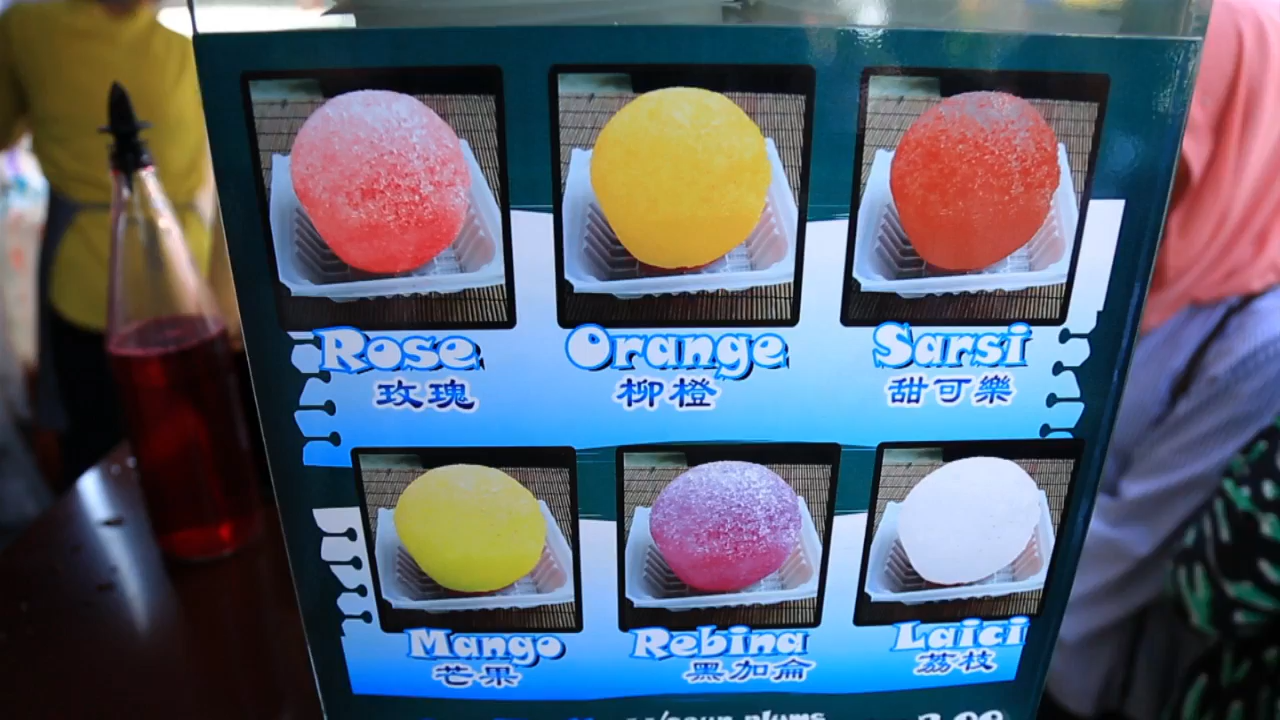 Rose
玫瑰
Orange
柳橙
Sarsi
甜可樂
Mango
芒果
Rebina
黑加侖
Laici
荔枝
plums